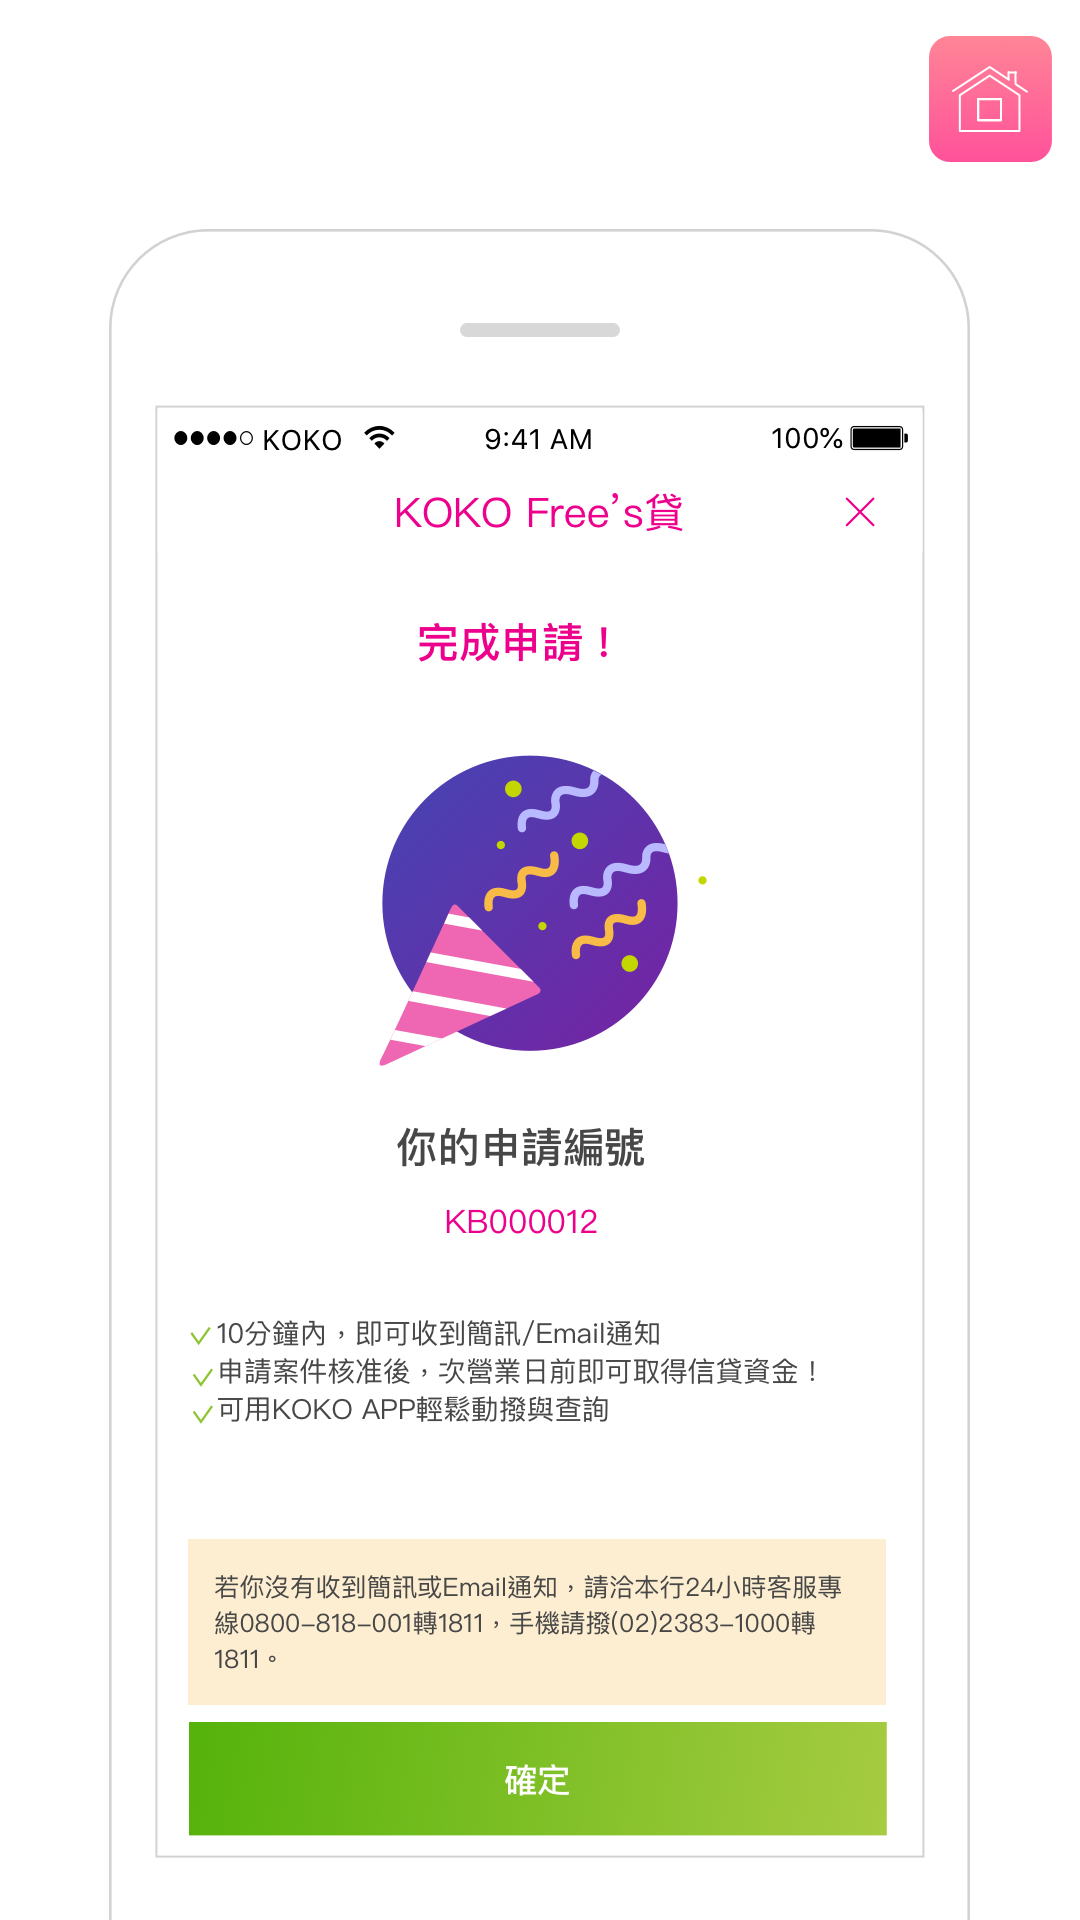 KOKO 9:41 AM 100%
KOKO Free’s貸
完成申請！
你的申請編號
KB000012
10分鐘內，即可收到簡訊/Email通知
申請案件核准後，次營業日前即可取得信貸資金！
可用KOKO APP輕鬆動撥與查詢
若你沒有收到簡訊或Email通知，請洽本行24小時客服專
線0800-818-001轉1811，手機請撥(02)2383-1000轉
1811。
確定